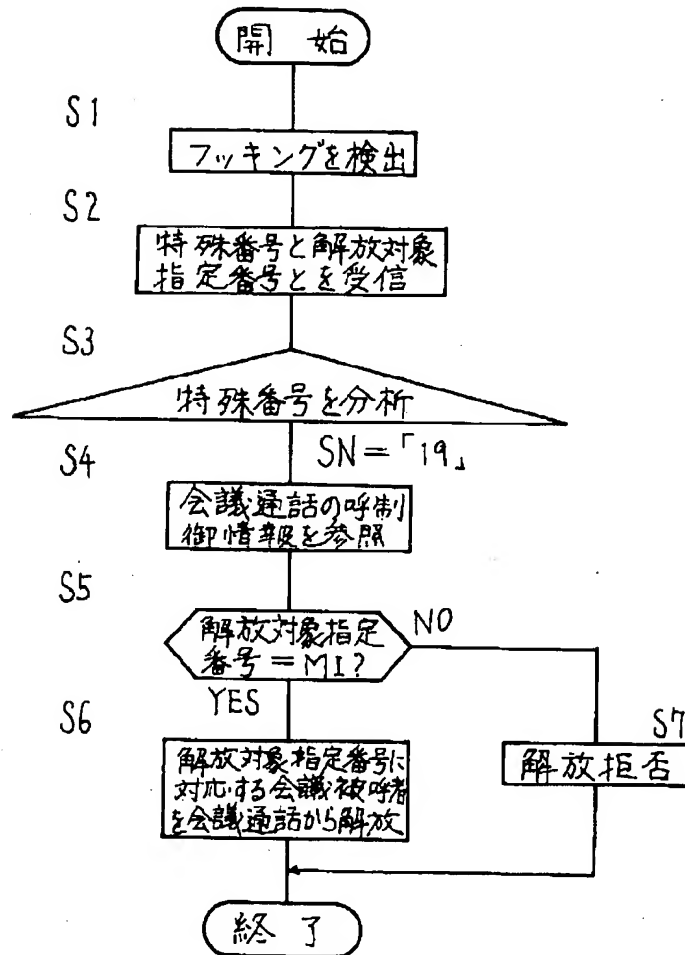 開 始
S1
フッキングを検出
S2
特殊番号と解放対象
指定番号とを受信
S3
特殊番号を分析
SN=「19」
S4
会議通話の呼制
御情報を参照
S5
解放対象指定
番号=MI?
NO
YES
S6
S7
解放対象指定番号に
対応する会議被呼者
を会議通話から解放
解放拒否
終 了